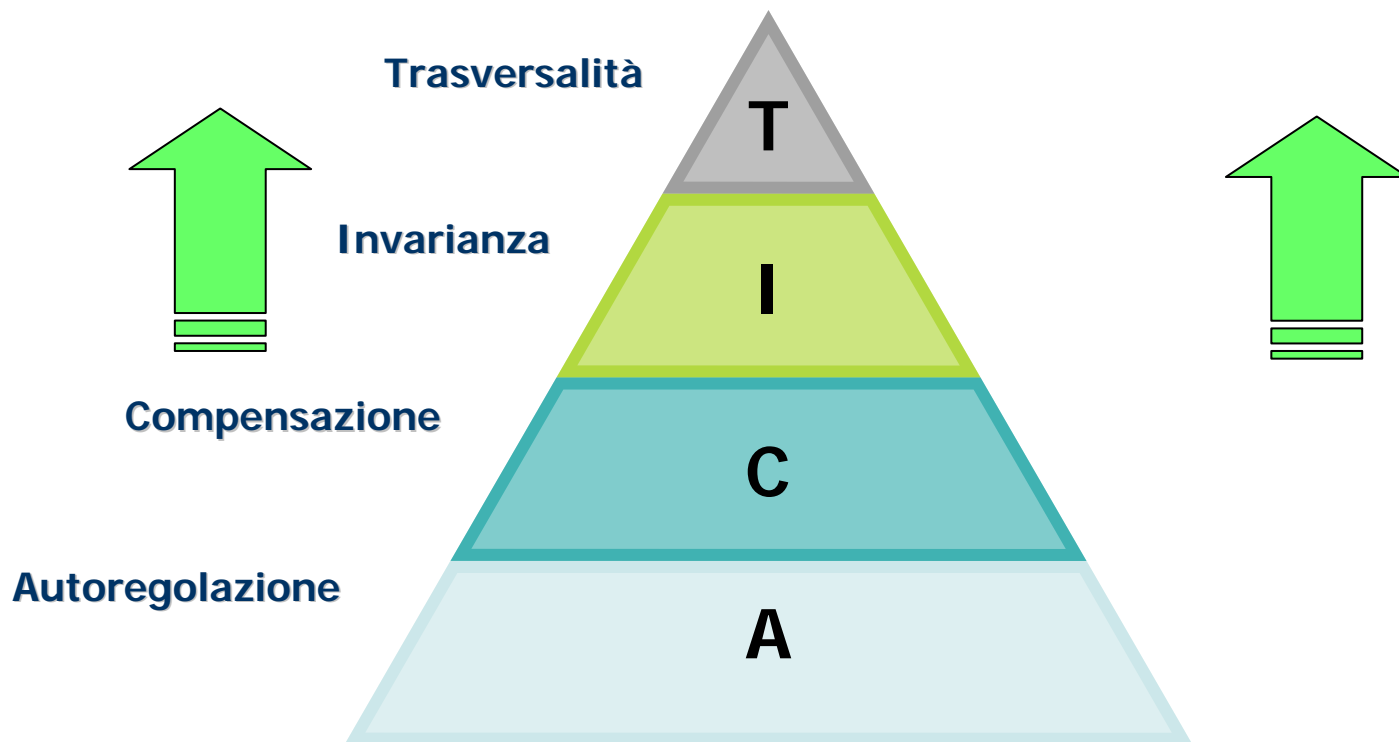 Trasversalità
T
Invarianza
I
Compensazione
C
Autoregolazione
A